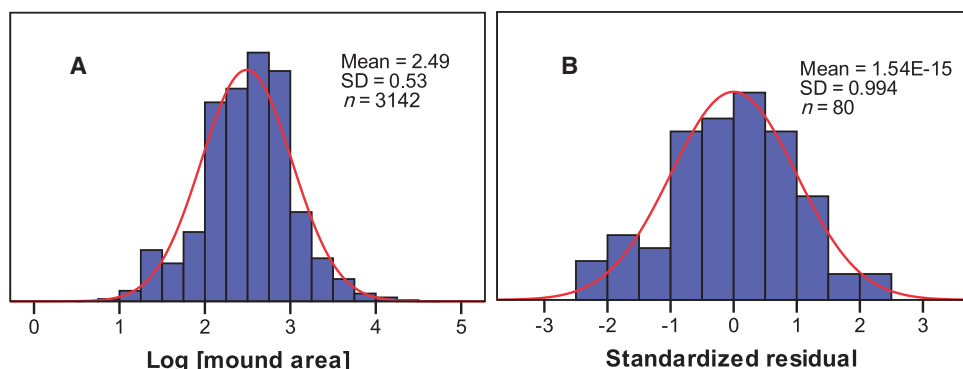 A
Mean = 2.49
SD = 0.53
n = 3142
0 1 2 3 4 5
Log [mound area]
B
Mean = 1.54E-15
SD = 0.994
n = 80
-3 -2 -1 0 1 2 3
Standardized residual